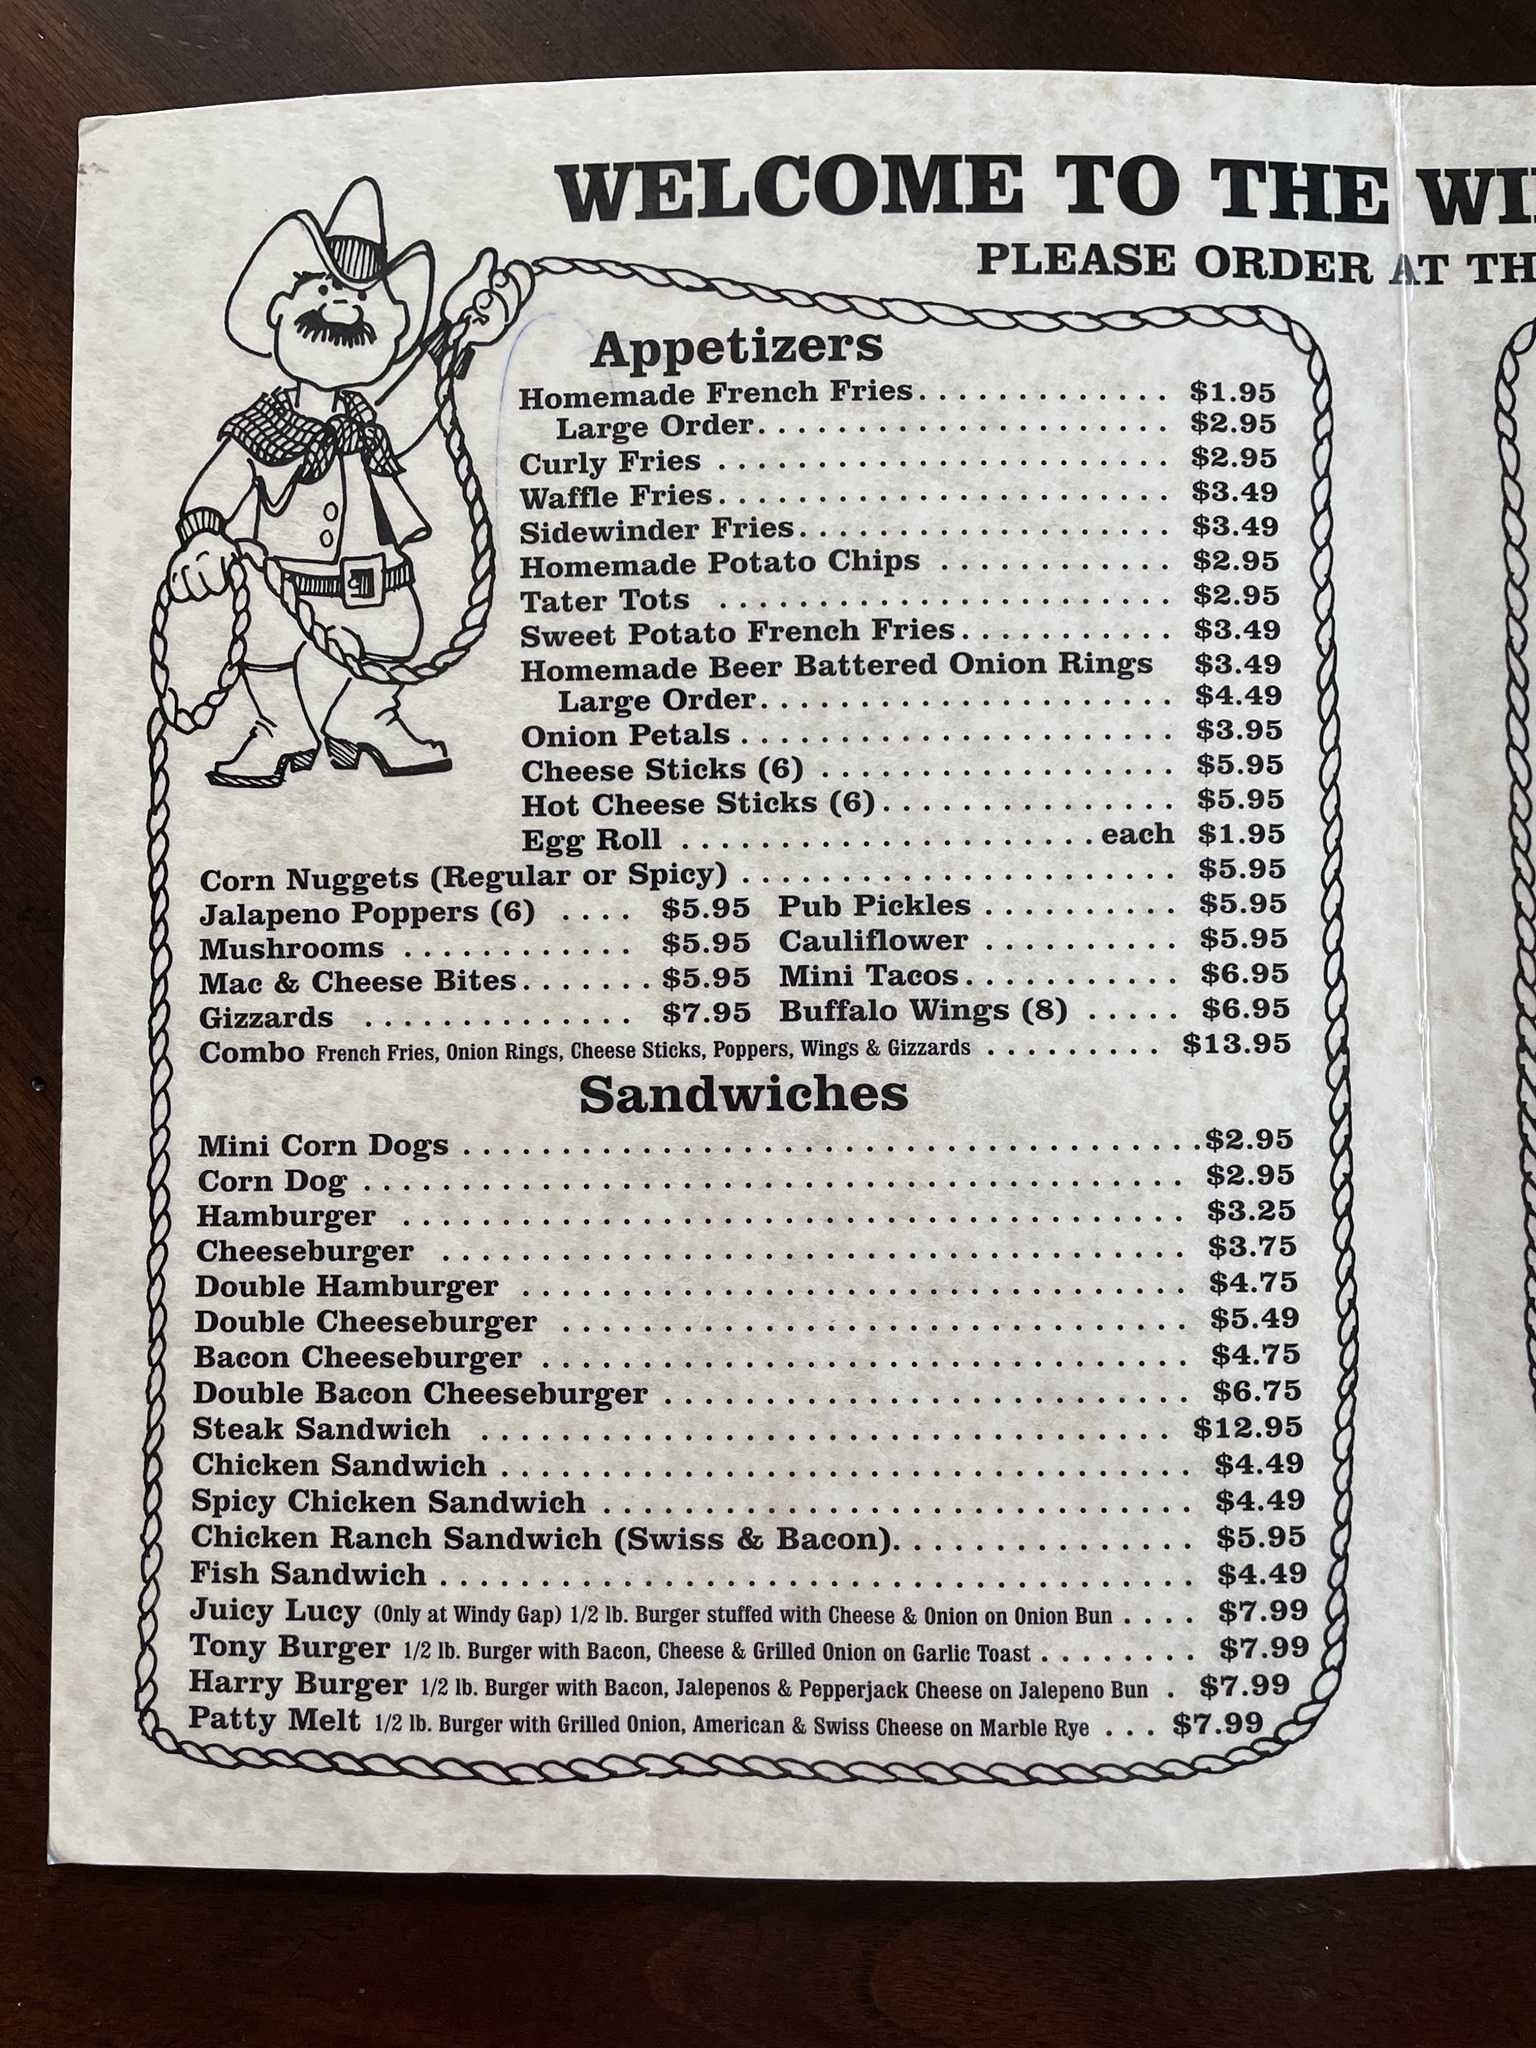 WELCOME TO THE
PLEASE ORDER AT
Appetizers
Homemade French Fries. . . . . . . . . . . . . $1.95
Large Order. . . . . . . . . . . . . . . . . . . . . $2.95
Curly Fries . . . . . . . . . . . . . . . . . . . . . . . $2.95
Waffle Fries. . . . . . . . . . . . . . . . . . . . . . . $3.49
Sidewinder Fries. . . . . . . . . . . . . . . . . . . $3.49
Homemade Potato Chips . . . . . . . . . . . . $2.95
Tater Tots . . . . . . . . . . . . . . . . . . . . . . . $2.95
Sweet Potato French Fries. . . . . . . . . . . $3.49
Homemade Beer Battered Onion Rings $3.49
Large Order. . . . . . . . . . . . . . . . . . . . . $4.49
Onion Petals . . . . . . . . . . . . . . . . . . . . . . $3.95
Cheese Sticks (6) . . . . . . . . . . . . . . . . . . $5.95
Hot Cheese Sticks (6). . . . . . . . . . . . . . . $5.95
Egg Roll . . . . . . . . . . . . . . . . . . . . . each $1.95
Corn Nuggets (Regular or Spicy) . . . . . . . . . . . . . . . . . . . . . . $5.95
Jalapeno Poppers (6) . . . . $5.95 Pub Pickles . . . . . . . . . . $5.95
Mushrooms . . . . . . . . . . . . $5.95 Cauliflower . . . . . . . . . . $5.95
Mac & Cheese Bites. . . . . . . $5.95 Mini Tacos. . . . . . . . . . . $6.95
Gizzards . . . . . . . . . . . . . . $7.95 Buffalo Wings (8) . . . . . $6.95
Combo French Fries, Onion Rings, Cheese Sticks, Poppers, Wings & Gizzards . . . . . . . . . $13.95
Sandwiches
Mini Corn Dogs . . . . . . . . . . . . . . . . . . . . . . . . . . . . . . . . . . . . . .$2.95
Corn Dog . . . . . . . . . . . . . . . . . . . . . . . . . . . . . . . . . . . . . . . . . . $2.95
Hamburger . . . . . . . . . . . . . . . . . . . . . . . . . . . . . . . . . . . . . . . . $3.25
Cheeseburger . . . . . . . . . . . . . . . . . . . . . . . . . . . . . . . . . . . . . . $3.75
Double Hamburger . . . . . . . . . . . . . . . . . . . . . . . . . . . . . . . . . . $4.75
Double Cheeseburger . . . . . . . . . . . . . . . . . . . . . . . . . . . . . . . . $5.49
Bacon Cheeseburger . . . . . . . . . . . . . . . . . . . . . . . . . . . . . . . . . $4.75
Double Bacon Cheeseburger . . . . . . . . . . . . . . . . . . . . . . . . . . . $6.75
Steak Sandwich . . . . . . . . . . . . . . . . . . . . . . . . . . . . . . . . . . . $12.95
Chicken Sandwich . . . . . . . . . . . . . . . . . . . . . . . . . . . . . . . . . . . $4.49
Spicy Chicken Sandwich . . . . . . . . . . . . . . . . . . . . . . . . . . . . . . $4.49
Chicken Ranch Sandwich (Swiss & Bacon). . . . . . . . . . . . . . . . $5.95
Fish Sandwich . . . . . . . . . . . . . . . . . . . . . . . . . . . . . . . . . . . . . . $4.49
Juicy Lucy (Only at Windy Gap) 1/2 lb. Burger stuffed with Cheese & Onion on Onion Bun . . . . $7.99
Tony Burger 1/2 lb. Burger with Bacon, Cheese & Grilled Onion on Garlic Toast . . . . . . . . $7.99
Harry Burger 1/2 lb. Burger with Bacon, Jalepenos & Pepperjack Cheese on Jalepeno Bun . $7.99
Patty Melt 1/2 lb. Burger with Grilled Onion, American & Swiss Cheese on Marble Rye . . . $7.99